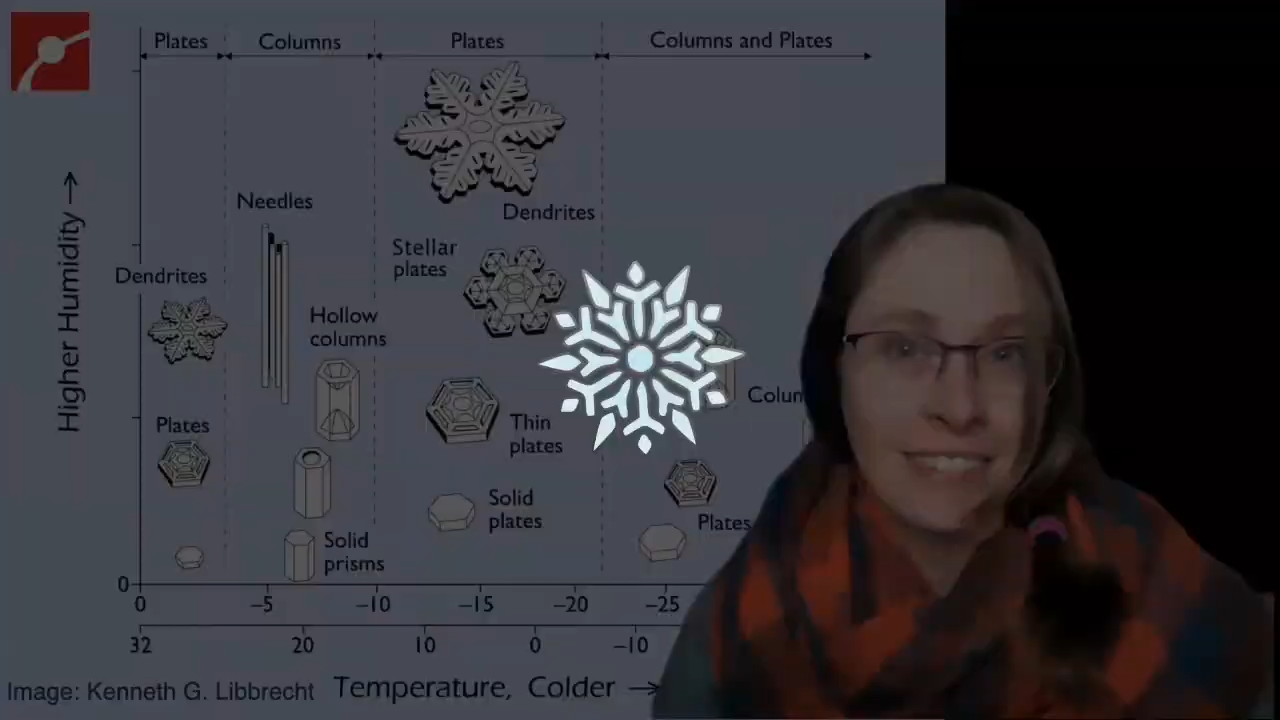 Plates
Columns
Plates
Columns and Plates
Needles
Dendrites
Dendrites
Stellar
plates
Hollow
columns
Higher Humidity →
Plates
Thin
plates
Solid
plates
Plates
Solid
prisms
0
0 −5 −10 −15 −20 −25
32 20 10 0 −10
Image: Kenneth G. Libbrecht
Temperature, Colder →